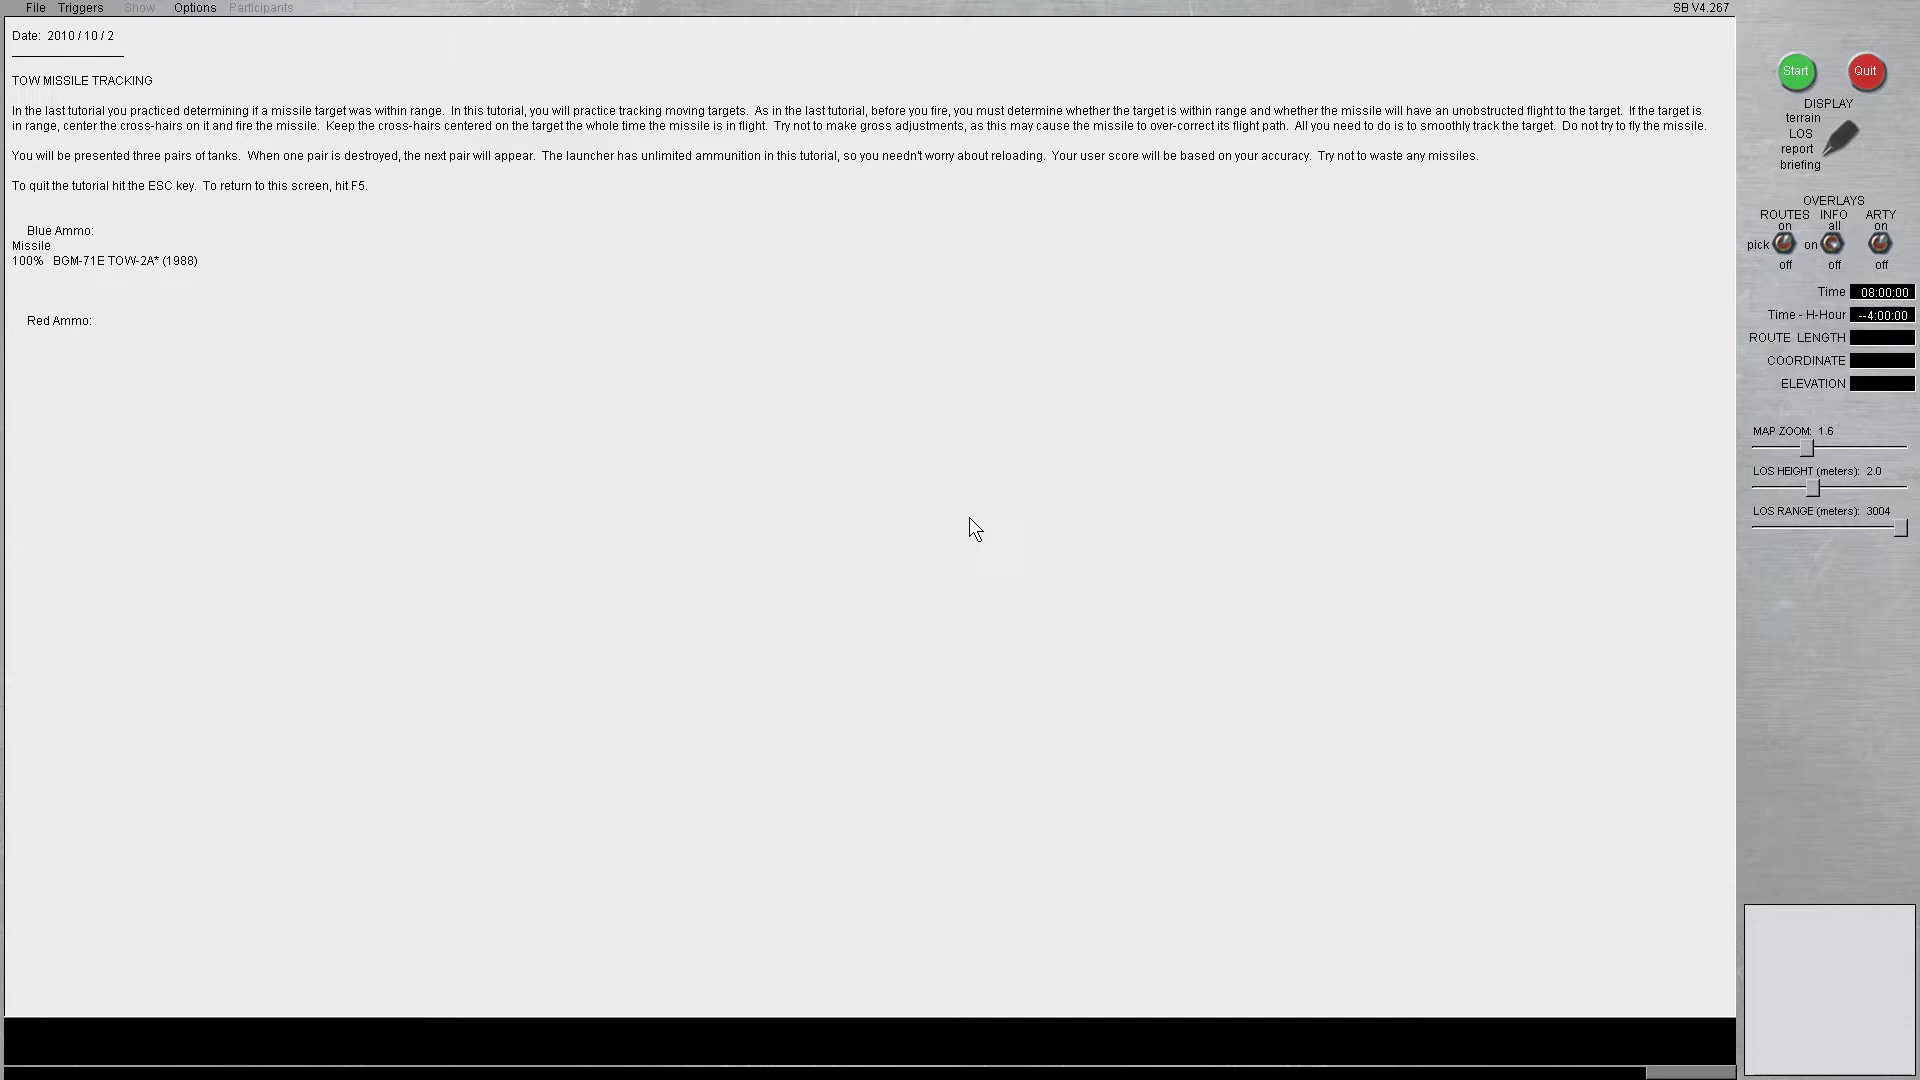 File Triggers Show Options Participants SB V4.267
Date: 2010 / 10 / 2
TOW MISSILE TRACKING
In the last tutorial you practiced determining if a missile target was within range. In this tutorial, you will practice tracking moving targets. As in the last tutorial, before you fire, you must determine whether the target is within range and whether the missile will have an unobstructed flight to the target. If the target is
in range, center the cross-hairs on it and fire the missile. Keep the cross-hairs centered on the target the whole time the missile is in flight. Try not to make gross adjustments, as this may cause the missile to over-correct its flight path. All you need to do is to smoothly track the target. Do not try to fly the missile.
You will be presented three pairs of tanks. When one pair is destroyed, the next pair will appear. The launcher has unlimited ammunition in this tutorial, so you needn't worry about reloading. Your user score will be based on your accuracy. Try not to waste any missiles.
To quit the tutorial hit the ESC key. To return to this screen, hit F5.
Blue Ammo:
Missile
100% BGM-71E TOW-2A* (1988)
Red Ammo:
Start Quit
DISPLAY
terrain
LOS
report
briefing
OVERLAYS
ROUTES INFO ARTY
on all on
pick on
off off off
Time 08:00:00
Time - H-Hour --4:00:00
ROUTE LENGTH
COORDINATE
ELEVATION
MAP ZOOM: 1.6
LOS HEIGHT (meters): 2.0
LOS RANGE (meters): 3004